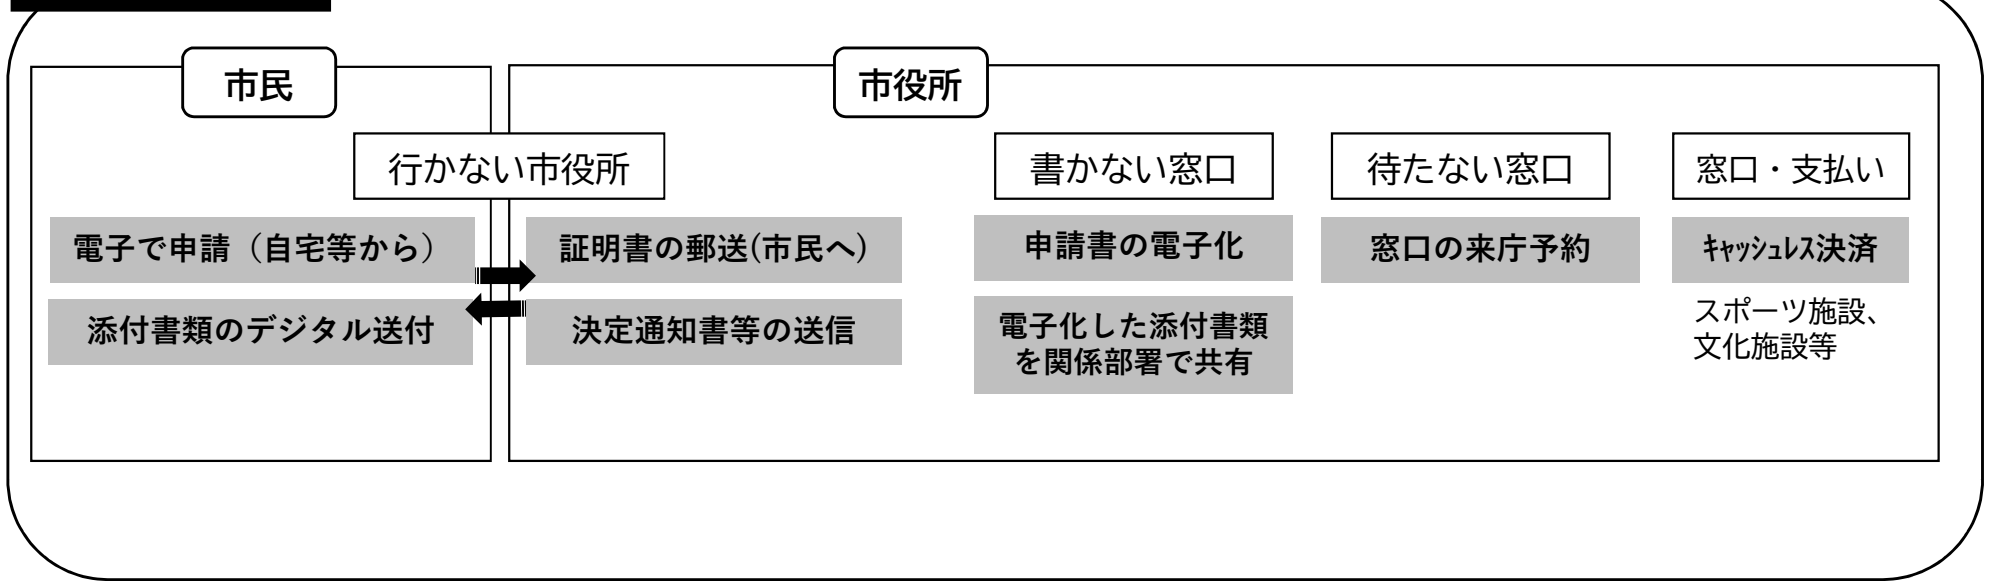 市民
市役所
行かない市役所
書かない窓口
待たない窓口
窓口・支払い
電子で申請（自宅等から）
証明書の郵送(市民へ)
申請書の電子化
窓口の来庁予約
ｷｬｯｼｭﾚｽ決済
添付書類のデジタル送付
決定通知書等の送信
電子化した添付書類
を関係部署で共有
スポーツ施設、
文化施設等